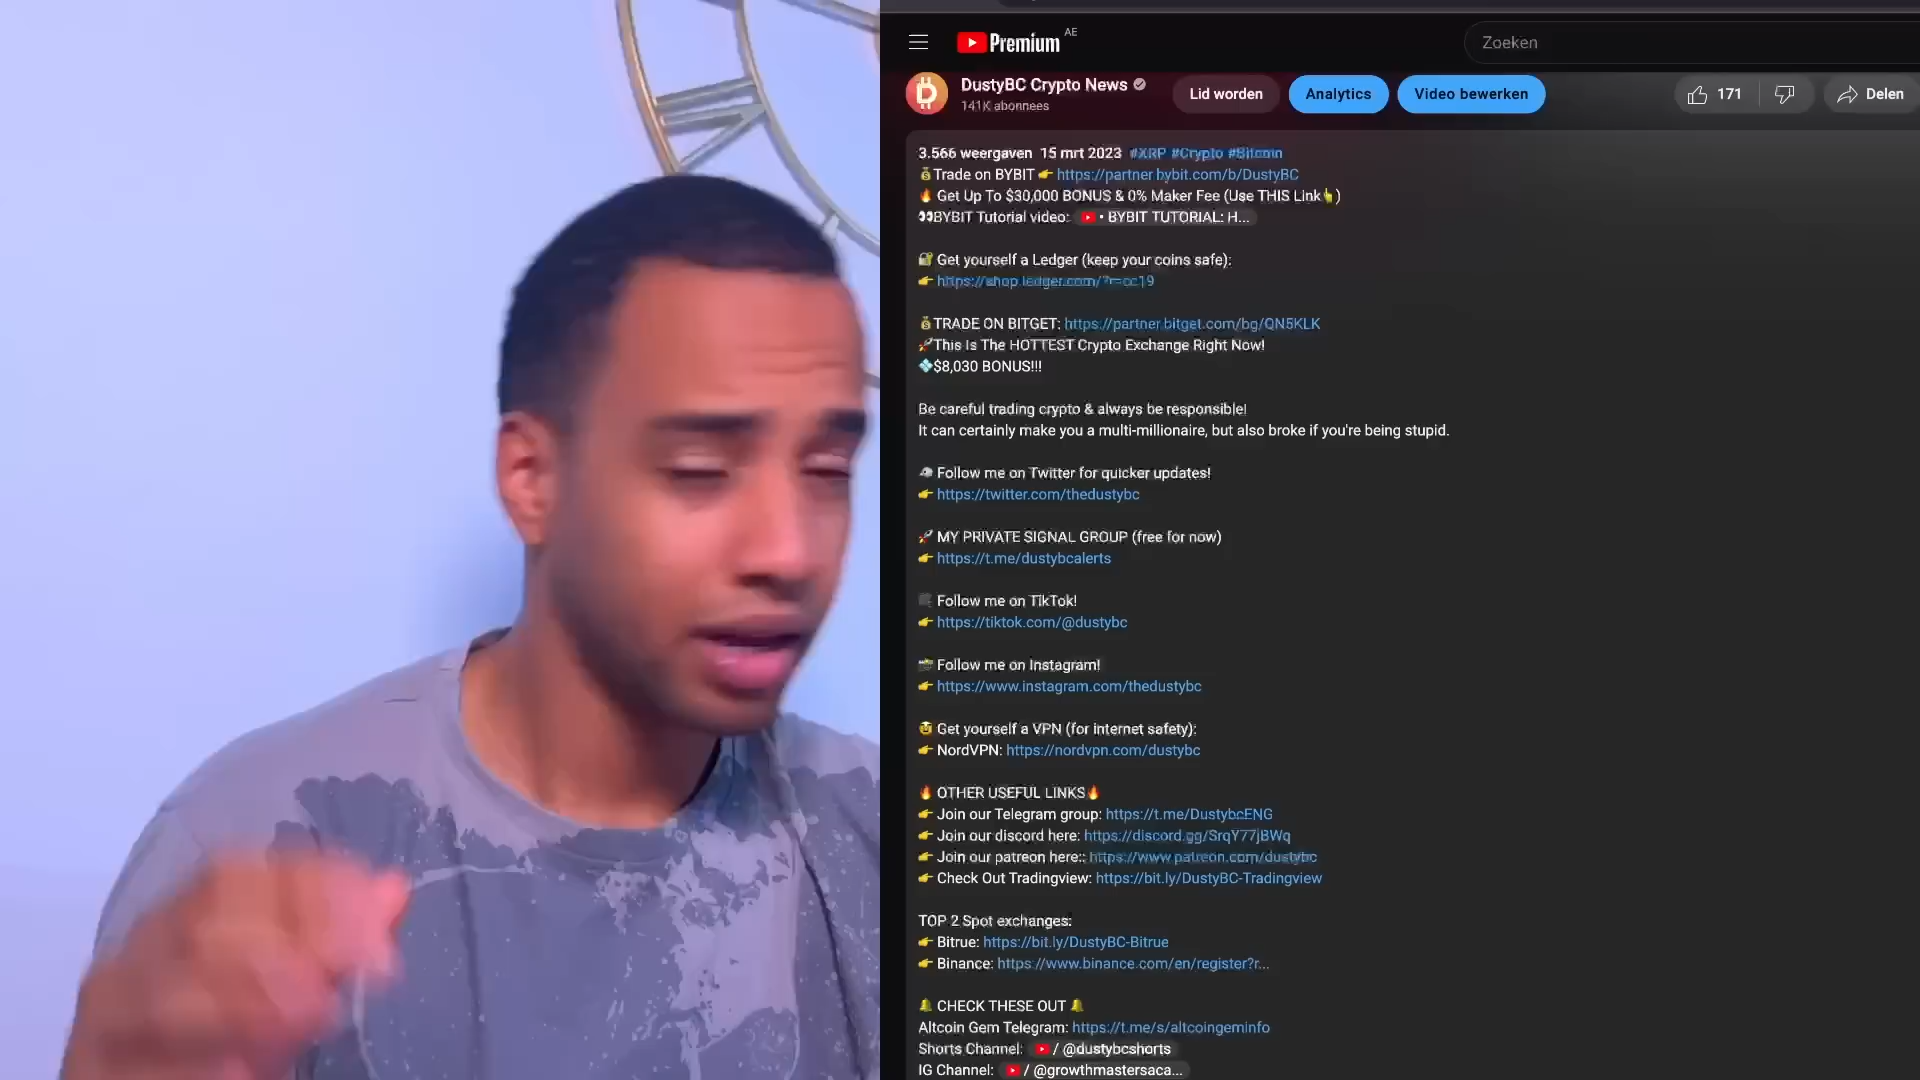 Premium AE
Zoeken
DustyBC Crypto News
141K abonnees
Lid worden
Analytics
Video bewerken
171
Delen
3.566 weergaven 15 mrt 2023 #XRP #Crypto #Bitcoin
💰Trade on BYBIT 👉 https://partner.bybit.com/b/DustyBC
🔥 Get Up To $30,000 BONUS & 0% Maker Fee (Use THIS Link👆)
👀BYBIT Tutorial video: • BYBIT TUTORIAL: H...
🔐 Get yourself a Ledger (keep your coins safe):
👉 https://shop.ledger.com/?r=cc19
💰TRADE ON BITGET: https://partner.bitget.com/bg/QN5KLK
🚀This Is The HOTTEST Crypto Exchange Right Now!
💠$8,030 BONUS!!!
Be careful trading crypto & always be responsible!
It can certainly make you a multi-millionaire, but also broke if you're being stupid.
Follow me on Twitter for quicker updates!
👉 https://twitter.com/thedustybc
🚀 MY PRIVATE SIGNAL GROUP (free for now)
👉 https://t.me/dustybcalerts
Follow me on TikTok!
👉 https://tiktok.com/@dustybc
📸 Follow me on Instagram!
👉 https://www.instagram.com/thedustybc
Get yourself a VPN (for internet safety):
👉 NordVPN: https://nordvpn.com/dustybc
🔥 OTHER USEFUL LINKS🔥
👉 Join our Telegram group: https://t.me/DustybcENG
👉 Join our discord here: https://discord.gg/SrqY77jBWq
👉 Join our patreon here:: https://www.patreon.com/dustybc
👉 Check Out Tradingview: https://bit.ly/DustyBC-Tradingview
TOP 2 Spot exchanges:
👉 Bitrue: https://bit.ly/DustyBC-Bitrue
👉 Binance: https://www.binance.com/en/register?r...
🔔 CHECK THESE OUT 🔔
Altcoin Gem Telegram: https://t.me/s/altcoingeminfo
Shorts Channel: / @dustybcshorts
IG Channel: / @growthmastersaca...